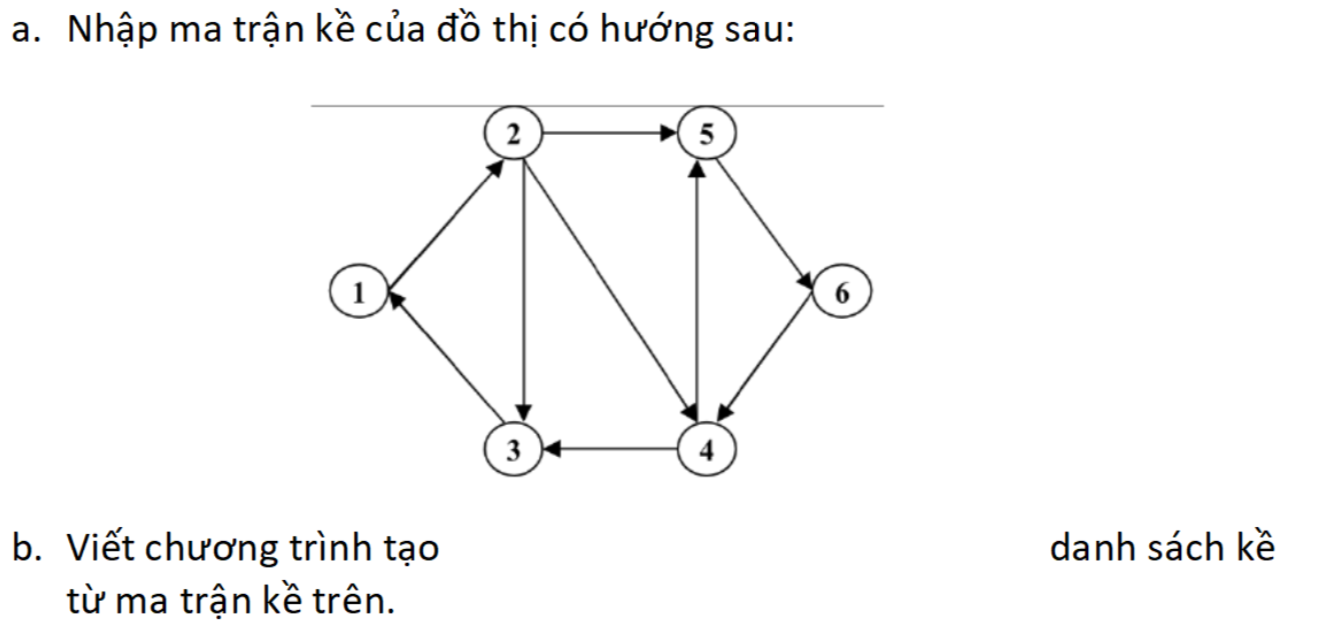 a. Nhập ma trận kề của đồ thị có hướng sau:
2 5
1 6
3 4
b. Viết chương trình tạo danh sách kề
từ ma trận kề trên.